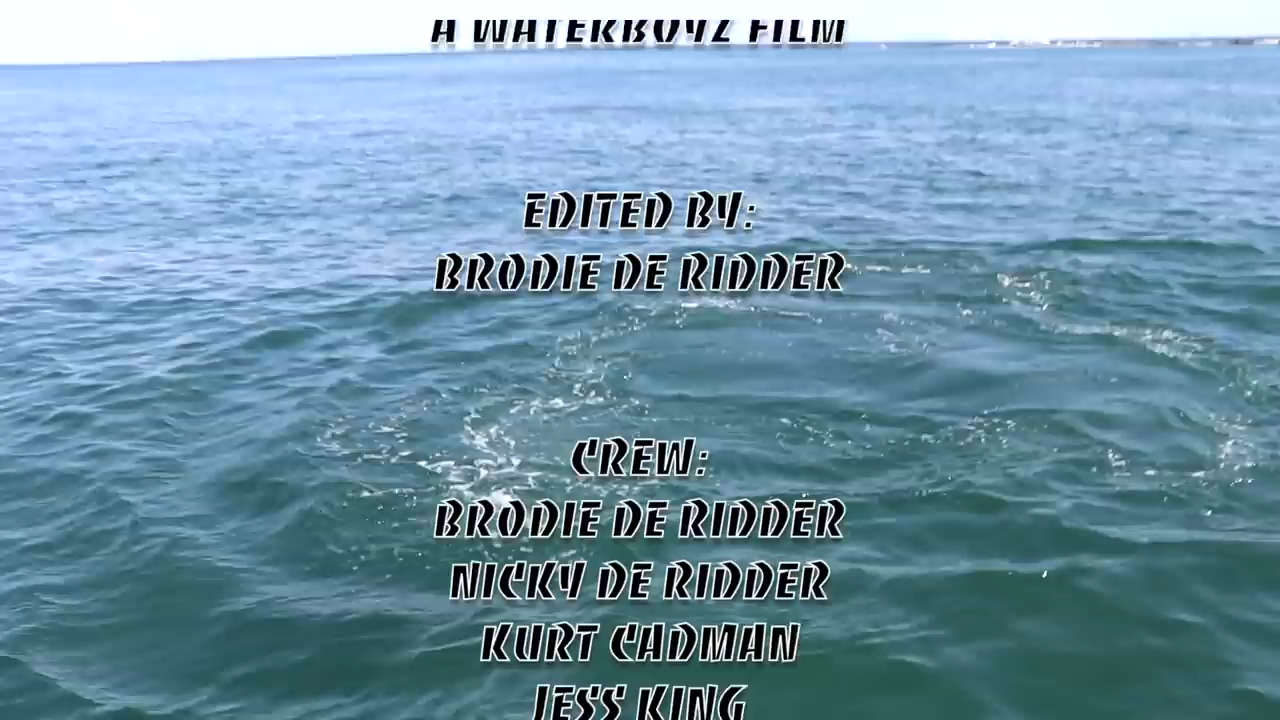 A WATERBOYZ FILM
EDITED BY:
BRODIE DE RIDDER
CREW:
BRODIE DE RIDDER
NICKY DE RIDDER
KURT CADMAN
JESS KING